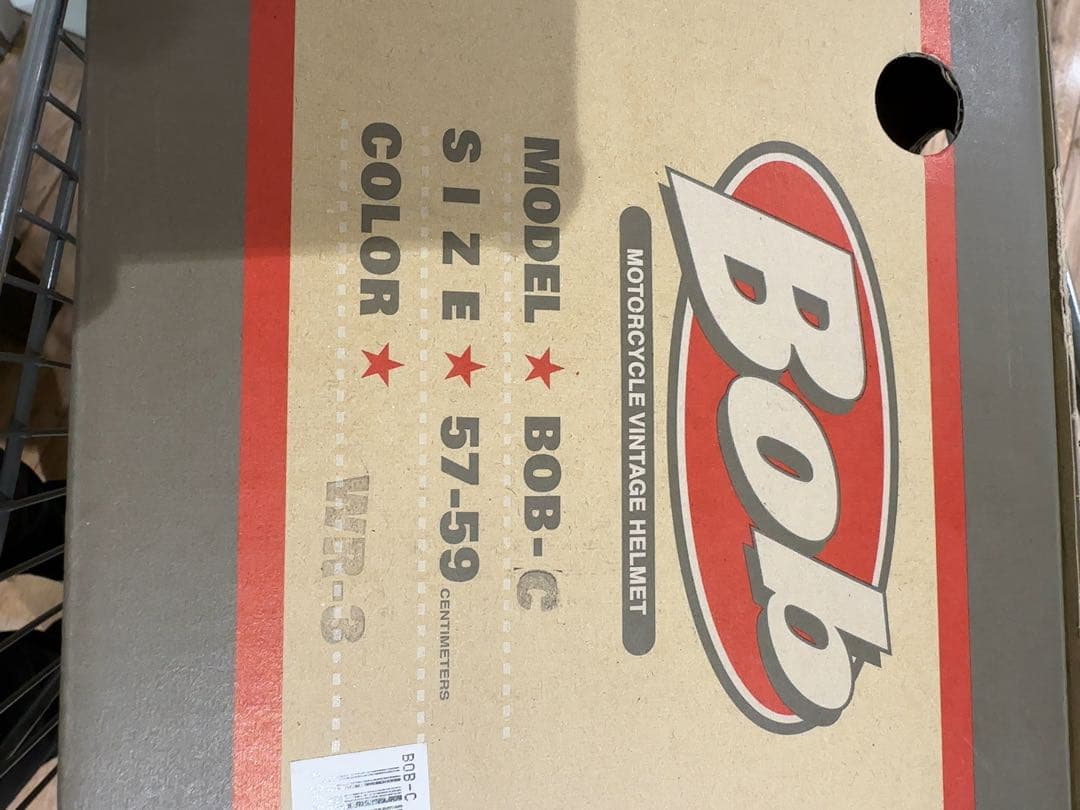 Bob
MOTORCYCLE VINTAGE HELMET
MODEL ★ BOB-C
SIZE ★ 57-59 CENTIMETERS
COLOR ★ WR-3
BOB-C